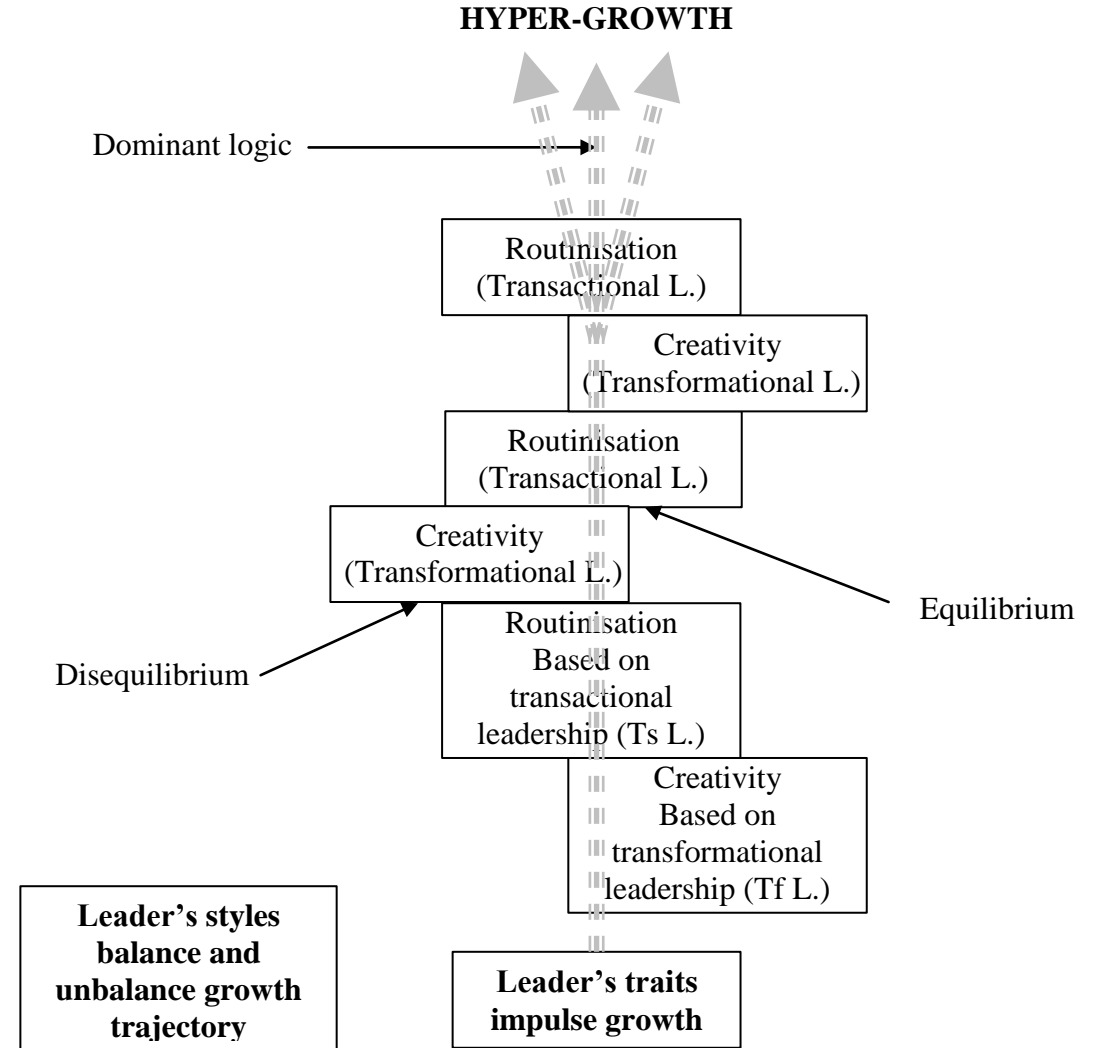 HYPER-GROWTH
Dominant logic
Routinisation
(Transactional L.)
Creativity
(Transformational L.)
Routinisation
(Transactional L.)
Creativity
(Transformational L.)
Equilibrium
Routinisation
Based on
transactional
leadership (Ts L.)
Disequilibrium
Creativity
Based on
transformational
leadership (Tf L.)
Leader’s styles
balance and
unbalance growth
trajectory
Leader’s traits
impulse growth